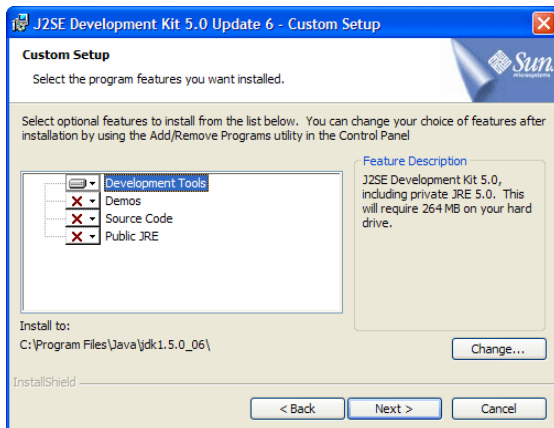 J2SE Development Kit 5.0 Update 6 - Custom Setup
Custom Setup
Select the program features you want installed.
Sun
microsystems
Select optional features to install from the list below. You can change your choice of features after
installation by using the Add/Remove Programs utility in the Control Panel
Development Tools
Demos
Source Code
Public JRE
Feature Description
J2SE Development Kit 5.0,
including private JRE 5.0. This
will require 264 MB on your hard
drive.
Install to:
C:\Program Files\Java\jdk1.5.0_06\
Change...
InstallShield
< Back
Next >
Cancel